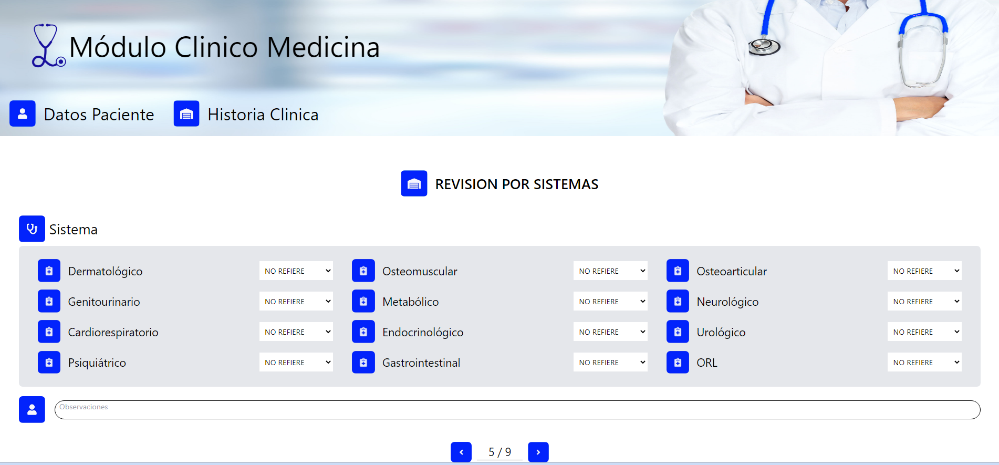 Módulo Clinico Medicina
Datos Paciente Historia Clinica
REVISION POR SISTEMAS
Sistema
Dermatológico NO REFIERE Osteomuscular NO REFIERE Osteoarticular NO REFIERE
Genitourinario NO REFIERE Metabólico NO REFIERE Neurológico NO REFIERE
Cardiorespiratorio NO REFIERE Endocrinológico NO REFIERE Urológico NO REFIERE
Psiquiátrico NO REFIERE Gastrointestinal NO REFIERE ORL NO REFIERE
Observaciones
5 / 9